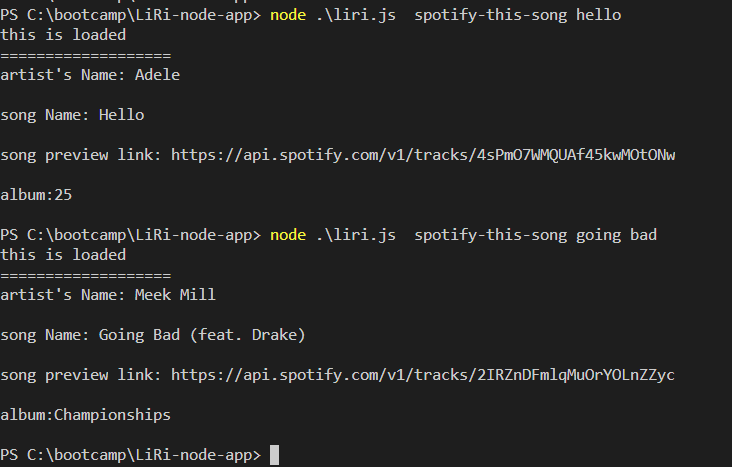 PS C:\bootcamp\LiRi-node-app> node .\liri.js  spotify-this-song hello
this is loaded
===================
artist's Name: Adele
song Name: Hello
song preview link: https://api.spotify.com/v1/tracks/4sPmO7WMQUAf45kwMOtONw
album:25
PS C:\bootcamp\LiRi-node-app> node .\liri.js  spotify-this-song going bad
this is loaded
===================
artist's Name: Meek Mill
song Name: Going Bad (feat. Drake)
song preview link: https://api.spotify.com/v1/tracks/2IRZnDFmlqMuOrYOLnZZyc
album:Championships
PS C:\bootcamp\LiRi-node-app>